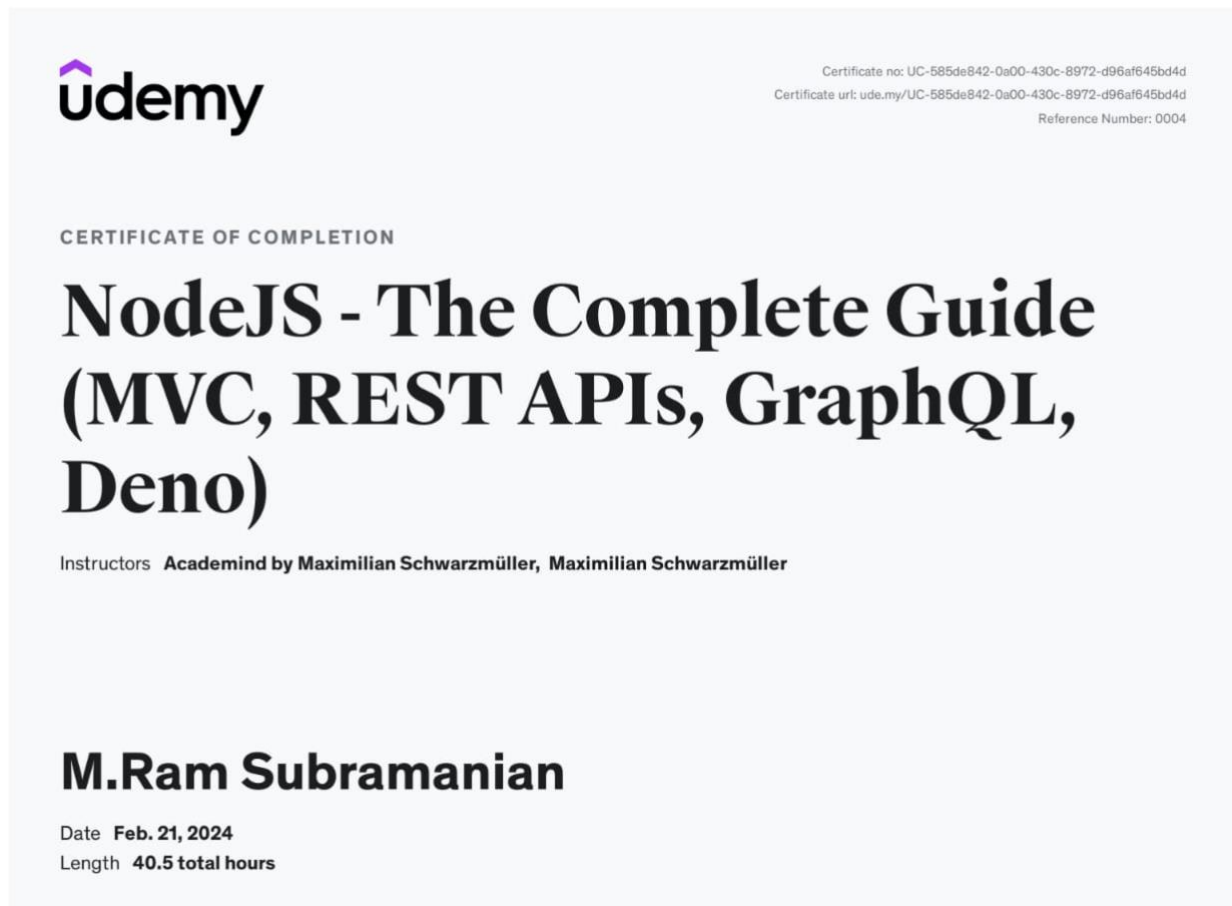 udemy
Certificate no: UC-585de842-0a00-430c-8972-d96af645bd4d
Certificate url: ude.my/UC-585de842-0a00-430c-8972-d96af645bd4d
Reference Number: 0004
CERTIFICATE OF COMPLETION
NodeJS - The Complete Guide
(MVC, REST APIs, GraphQL,
Deno)
Instructors Academind by Maximilian Schwarzmüller, Maximilian Schwarzmüller
M.Ram Subramanian
Date Feb. 21, 2024
Length 40.5 total hours